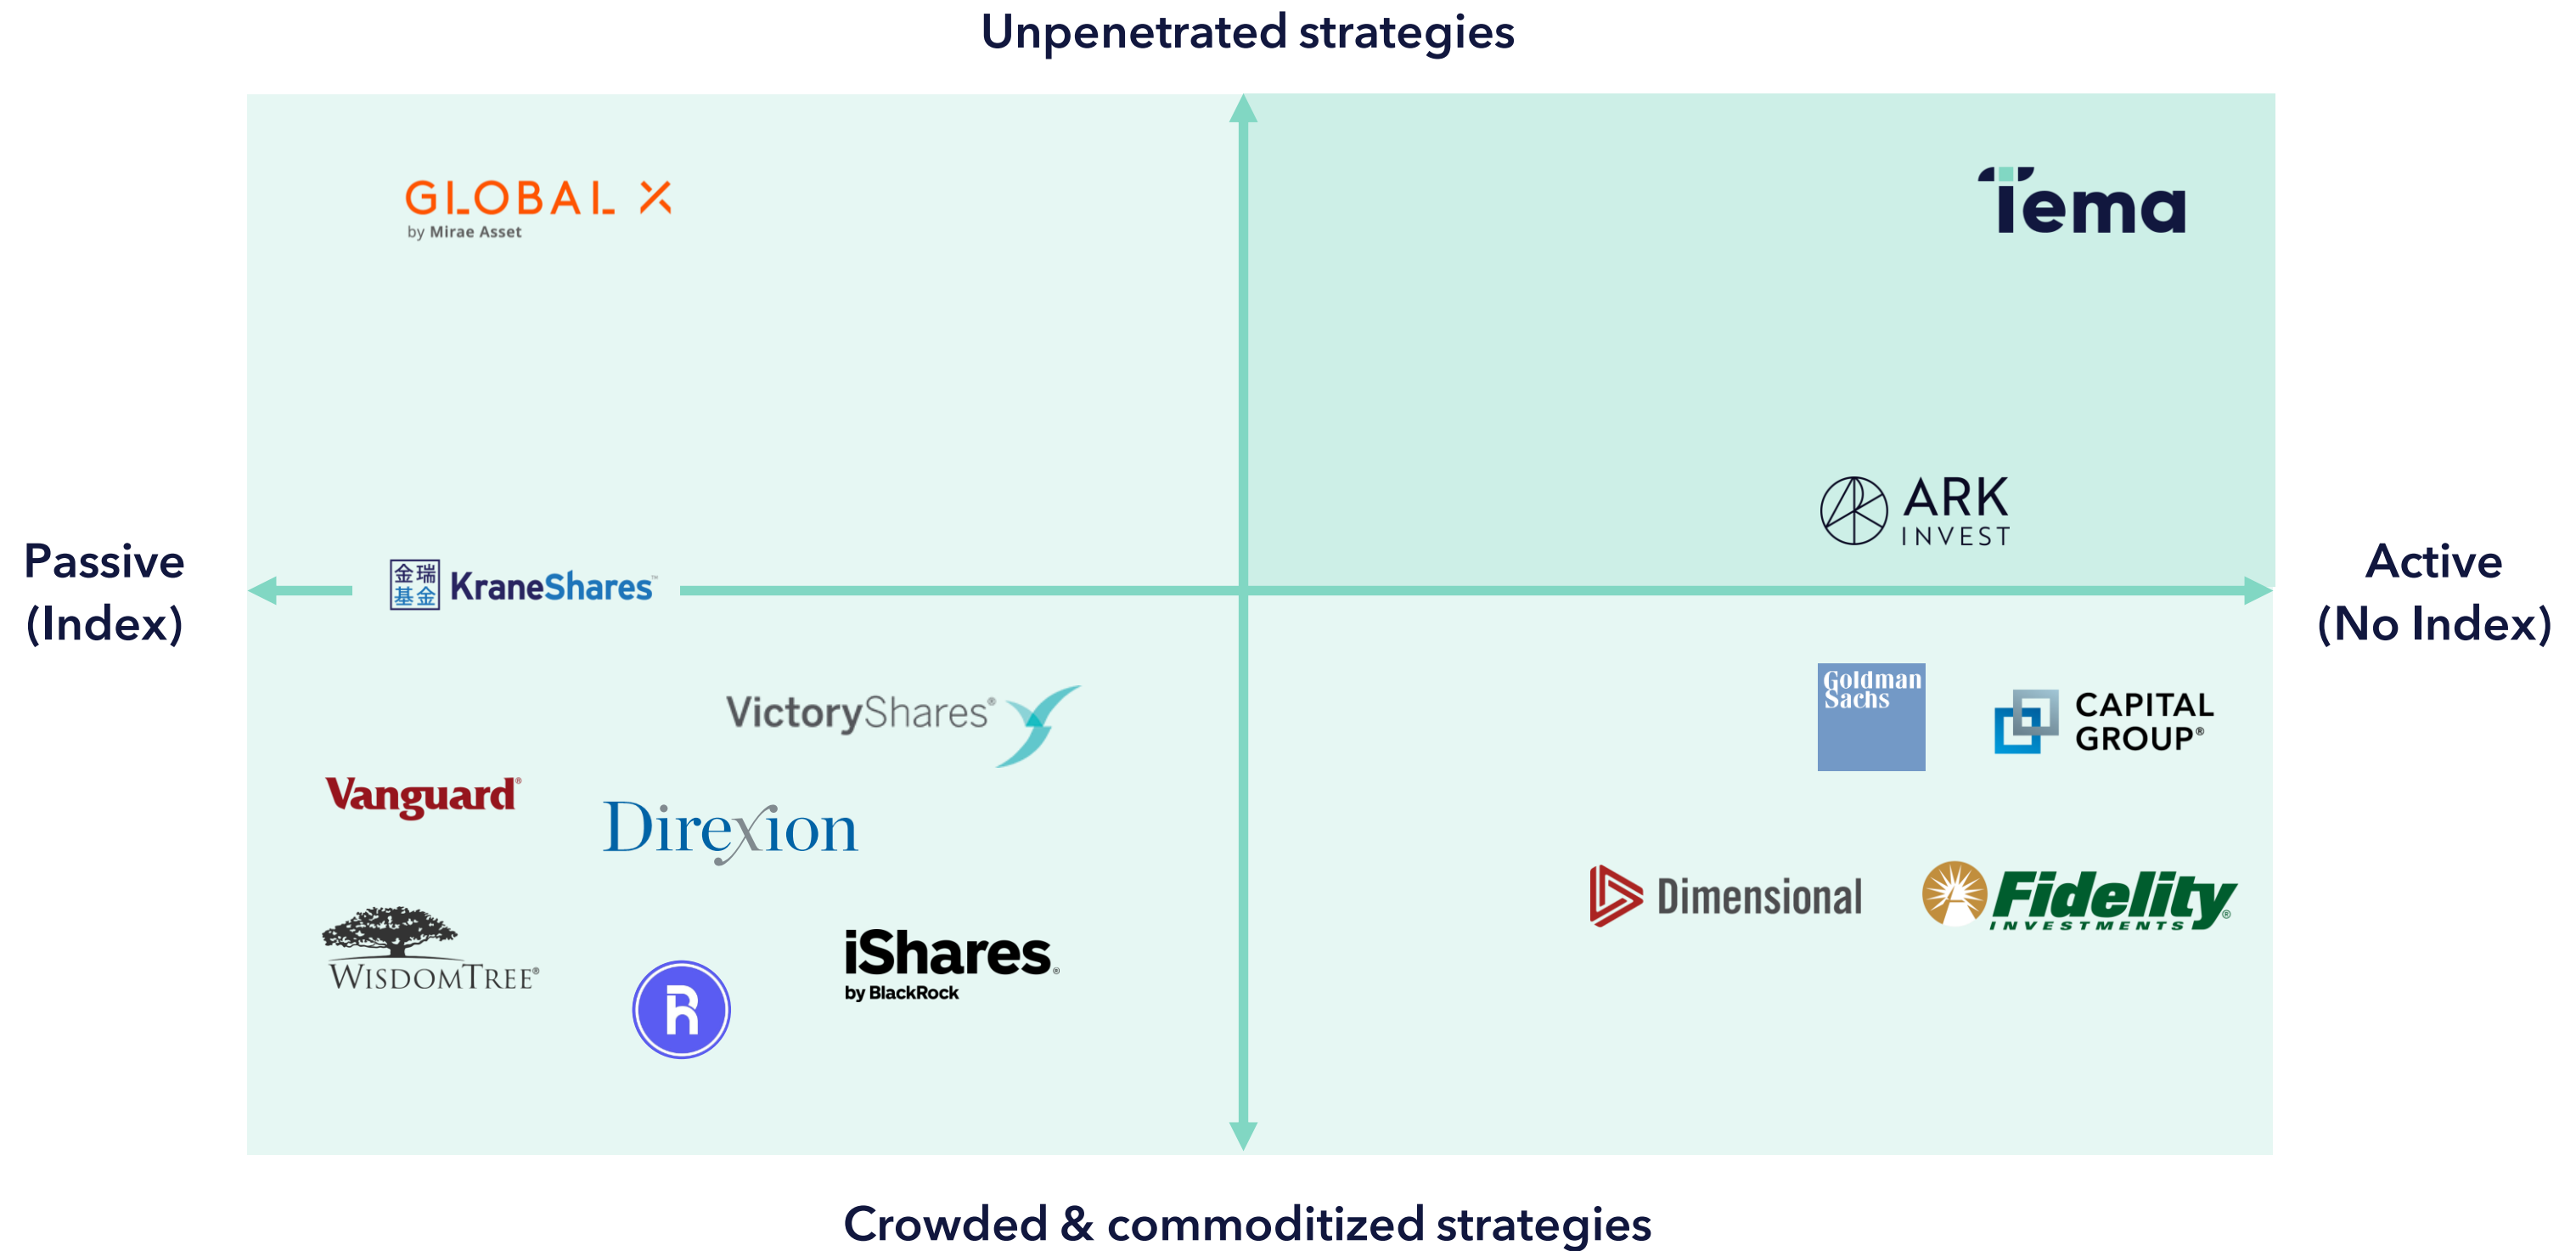 Unpenetrated strategies
GLOBAL X
by Mirae Asset
Tema
ARK
INVEST
Passive
(Index)
金瑞
基金
KraneShares™
Active
(No Index)
VictoryShares®
Goldman
Sachs
CAPITAL
GROUP®
Vanguard®
Direxion
Dimensional
Fidelity®
INVESTMENTS
WISDOMTREE®
R
iShares®
by BlackRock
Crowded & commoditized strategies